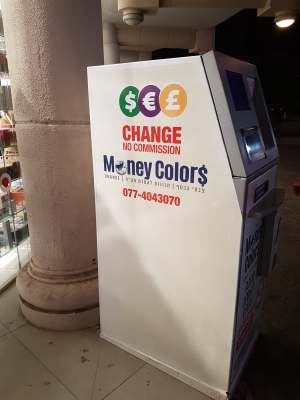 $ € £
CHANGE
NO COMMISSION
Money Color$
077-4043070